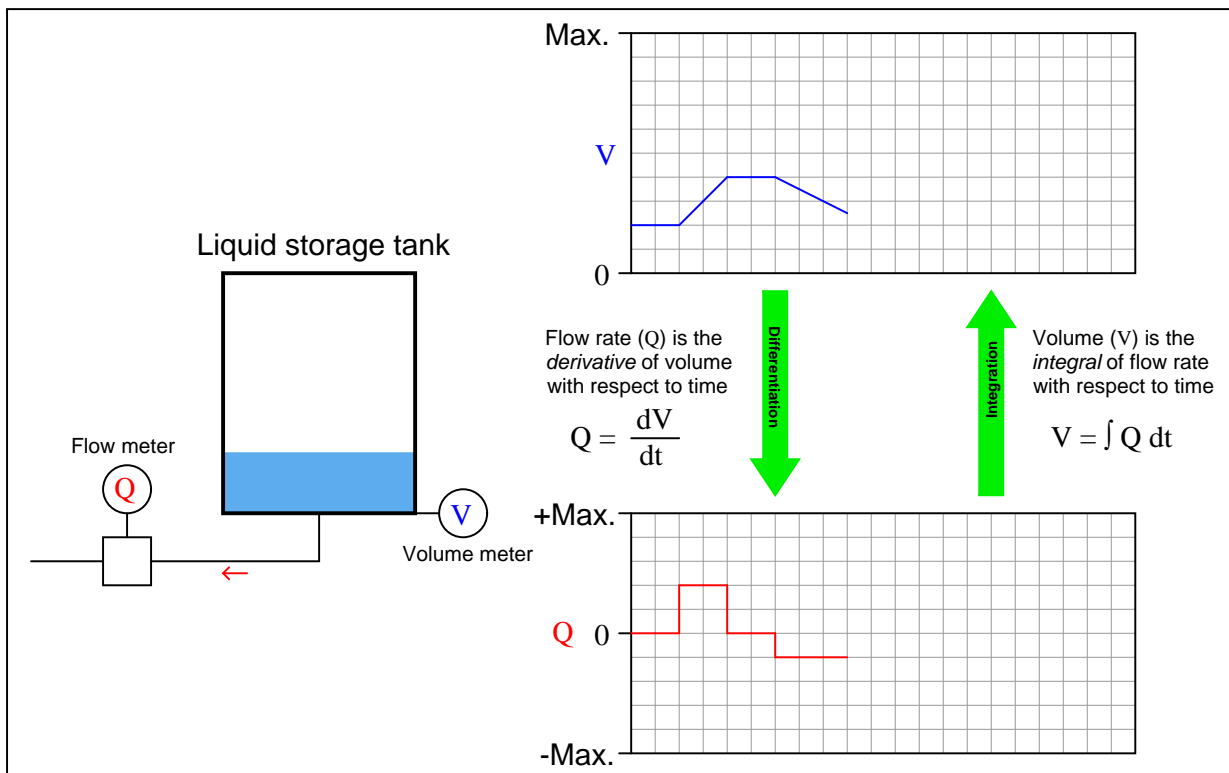 Max.
V
0
Liquid storage tank
Flow meter
Q
V
Volume meter
Flow rate (Q) is the
derivative of volume
with respect to time
Q = dV
dt
Differentiation
Integration
Volume (V) is the
integral of flow rate
with respect to time
V = ∫ Q dt
+Max.
Q 0
-Max.